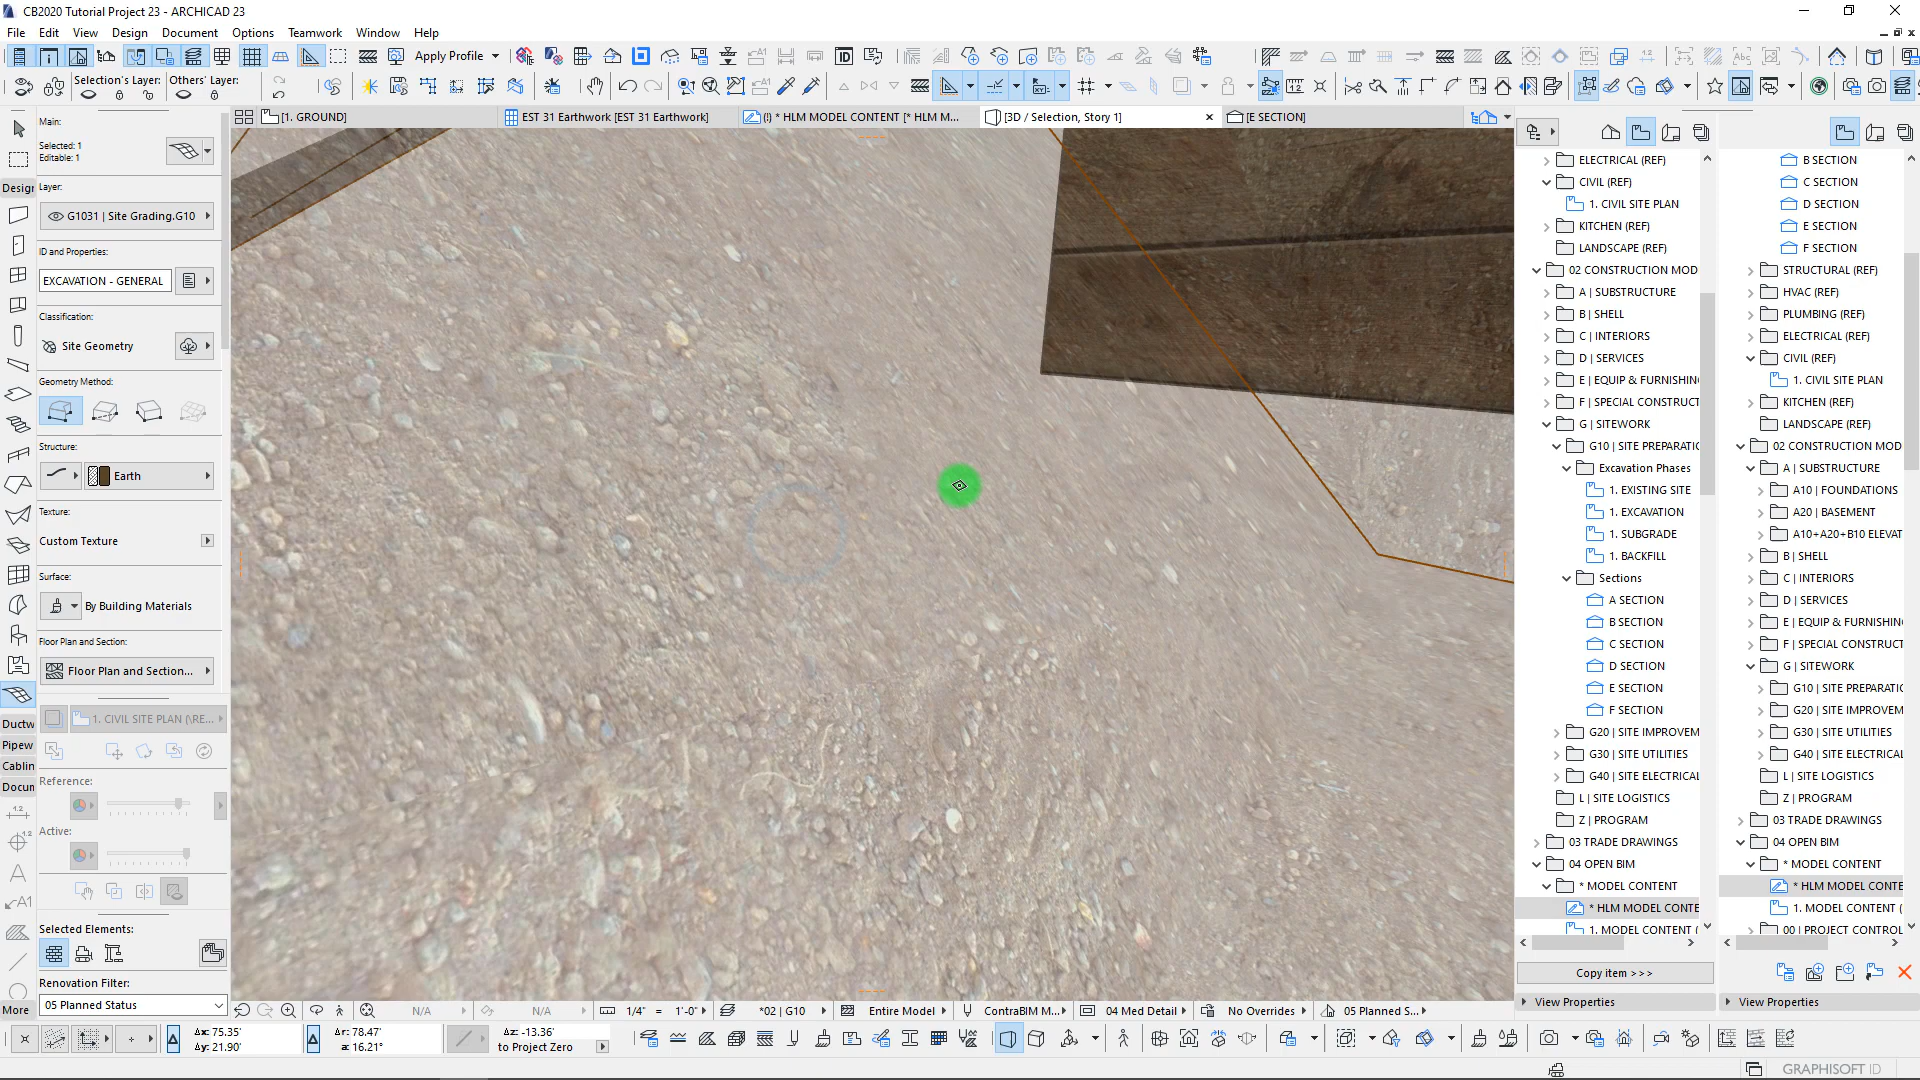 CB2020 Tutorial Project 23 - ARCHICAD 23
File Edit View Design Document Options Teamwork Window Help
Apply Profile
Selection's Layer:
Others' Layer:
[1. GROUND]
EST 31 Earthwork [EST 31 Earthwork]
(!) * HLM MODEL CONTENT [* HLM M...
[3D / Selection, Story 1]
[E SECTION]
Main:
Selected: 1
Editable: 1
Design
Layer:
G1031 | Site Grading.G10
ID and Properties:
EXCAVATION - GENERAL
Classification:
Site Geometry
Geometry Method:
Structure:
Earth
Texture:
Custom Texture
Surface:
By Building Materials
Floor Plan and Section:
Floor Plan and Section...
1. CIVIL SITE PLAN (\RE...
Ductw
Pipew
Cablin
Docum
Reference:
Active:
Selected Elements:
Renovation Filter:
05 Planned Status
More
ELECTRICAL (REF)
CIVIL (REF)
1. CIVIL SITE PLAN
KITCHEN (REF)
LANDSCAPE (REF)
02 CONSTRUCTION MOD
A | SUBSTRUCTURE
B | SHELL
C | INTERIORS
D | SERVICES
E | EQUIP & FURNISHIN
F | SPECIAL CONSTRUCT
G | SITEWORK
G10 | SITE PREPARATIC
Excavation Phases
1. EXISTING SITE
1. EXCAVATION
1. SUBGRADE
1. BACKFILL
Sections
A SECTION
B SECTION
C SECTION
D SECTION
E SECTION
F SECTION
G20 | SITE IMPROVEM
G30 | SITE UTILITIES
G40 | SITE ELECTRICAL
L | SITE LOGISTICS
Z | PROGRAM
03 TRADE DRAWINGS
04 OPEN BIM
* MODEL CONTENT
* HLM MODEL CONTE
1. MODEL CONTENT (
Copy item >>>
View Properties
B SECTION
C SECTION
D SECTION
E SECTION
F SECTION
STRUCTURAL (REF)
HVAC (REF)
PLUMBING (REF)
ELECTRICAL (REF)
CIVIL (REF)
1. CIVIL SITE PLAN
KITCHEN (REF)
LANDSCAPE (REF)
02 CONSTRUCTION MOD
A | SUBSTRUCTURE
A10 | FOUNDATIONS
A20 | BASEMENT
A10+A20+B10 ELEVAT
B | SHELL
C | INTERIORS
D | SERVICES
E | EQUIP & FURNISHIN
F | SPECIAL CONSTRUCT
G | SITEWORK
G10 | SITE PREPARATIC
G20 | SITE IMPROVEM
G30 | SITE UTILITIES
G40 | SITE ELECTRICAL
L | SITE LOGISTICS
Z | PROGRAM
03 TRADE DRAWINGS
04 OPEN BIM
* MODEL CONTENT
* HLM MODEL CONTE
1. MODEL CONTENT (
00 | PROJECT CONTROL
View Properties
N/A
N/A
1/4" = 1'-0"
*02 | G10
Entire Model
ContraBIM M...
04 Med Detail
No Overrides
05 Planned S...
Δx: 75.35'
Δy: 21.90'
Δr: 78.47'
a: 16.21°
Δz: -13.36'
to Project Zero
GRAPHISOFT ID